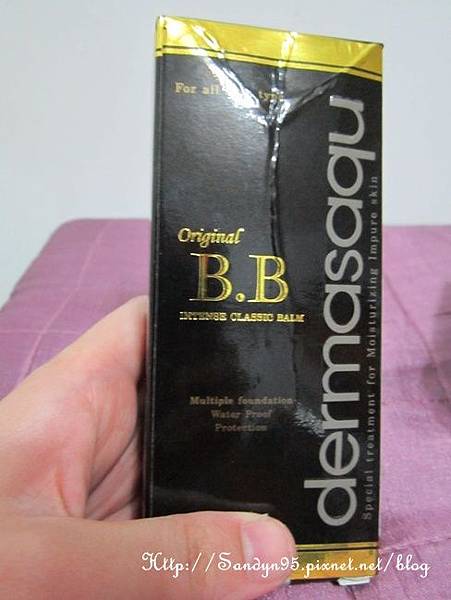 For all type
Original
B.B
INTENSE CLASSIC BALM
Multiple foundation
Water Proof
Protection
dermasaqu
Special treatment for Moisturizing Impure skin
Http://Sandyn95.pixnet.net/blog